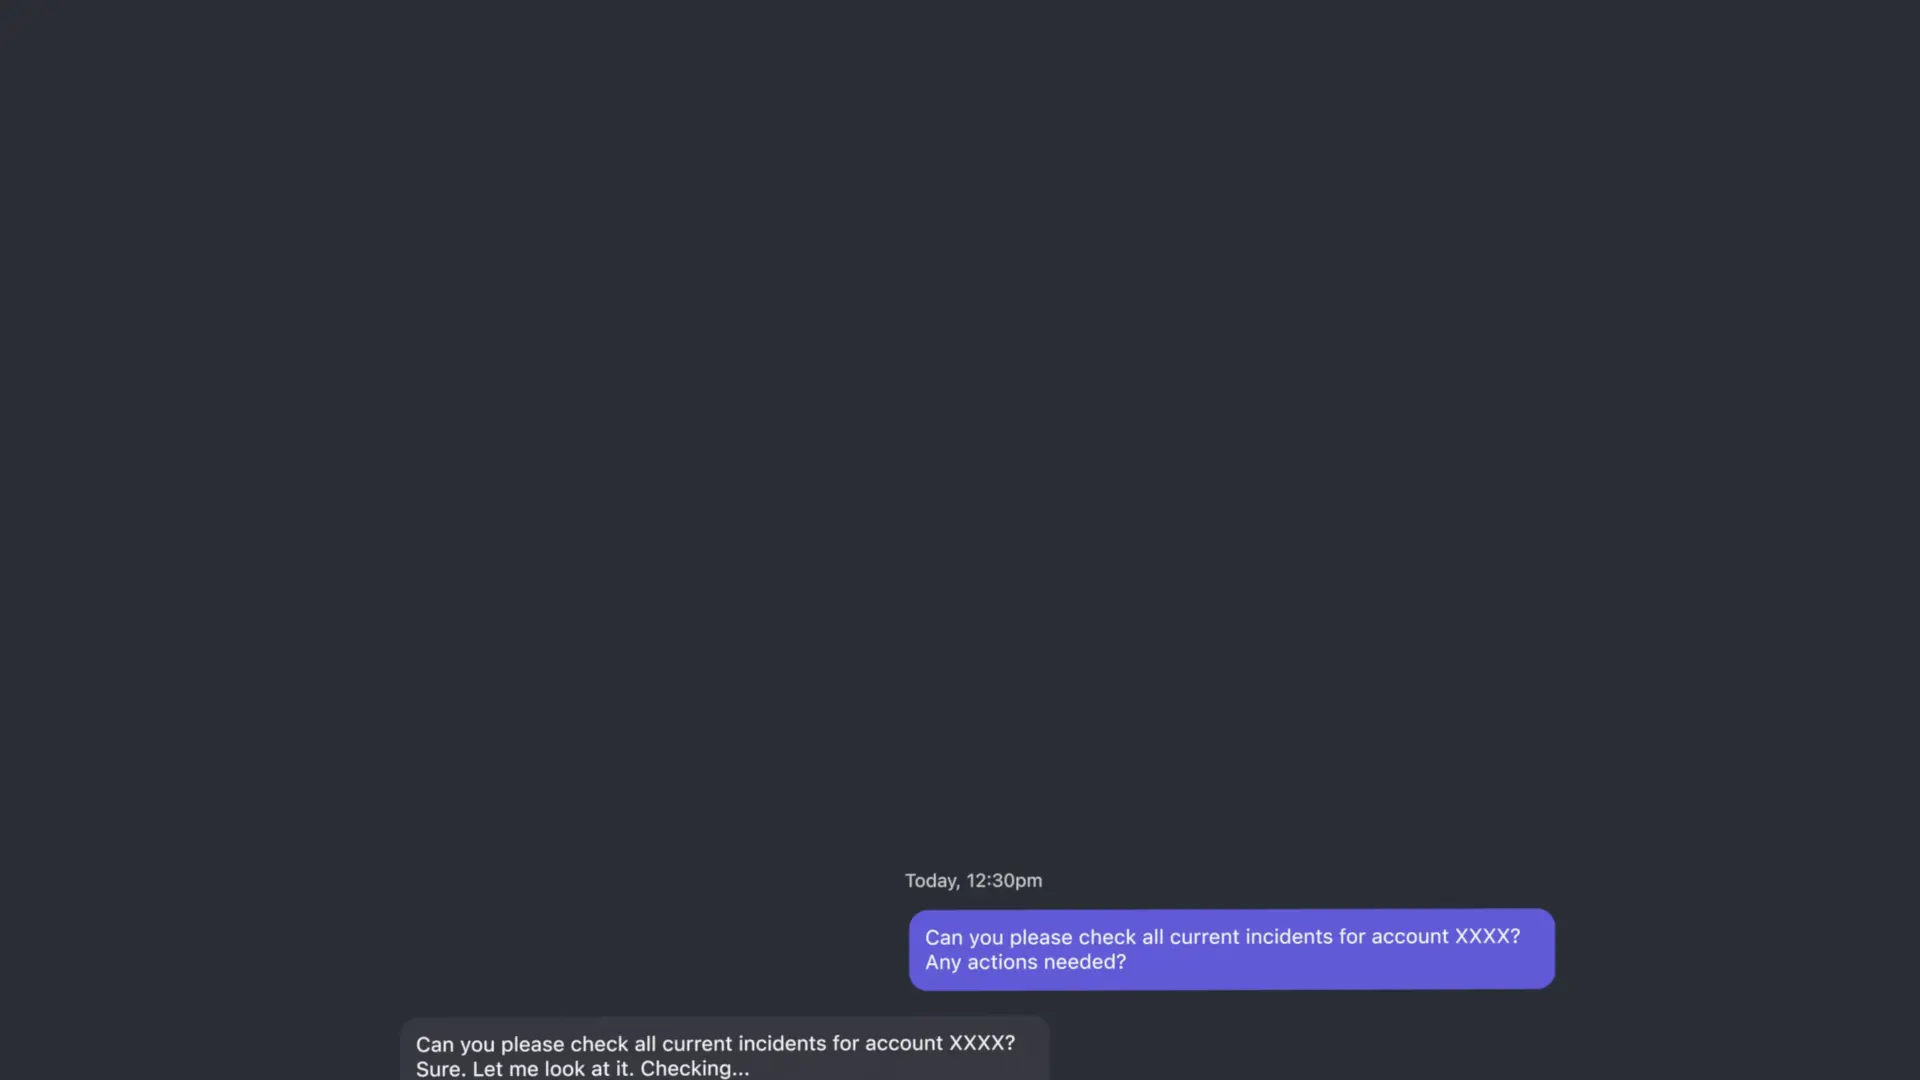 Today, 12:30pm
Can you please check all current incidents for account XXXX?
Any actions needed?
Can you please check all current incidents for account XXXX?
Sure. Let me look at it. Checking...